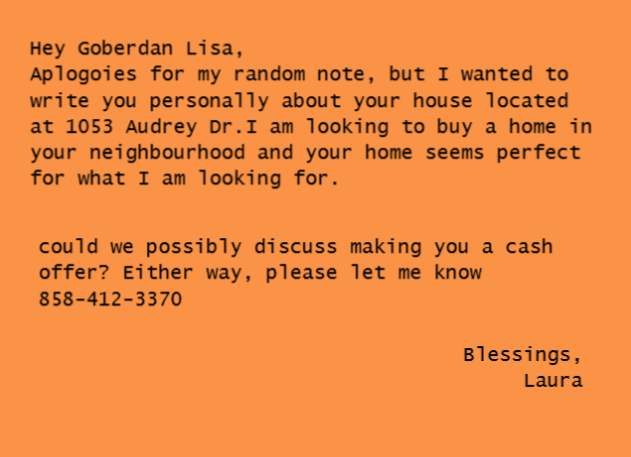 Hey Goberdan Lisa,
Aplogoies for my random note, but I wanted to
write you personally about your house located
at 1053 Audrey Dr.I am looking to buy a home in
your neighbourhood and your home seems perfect
for what I am looking for.
could we possibly discuss making you a cash
offer? Either way, please let me know
858-412-3370
Blessings,
Laura